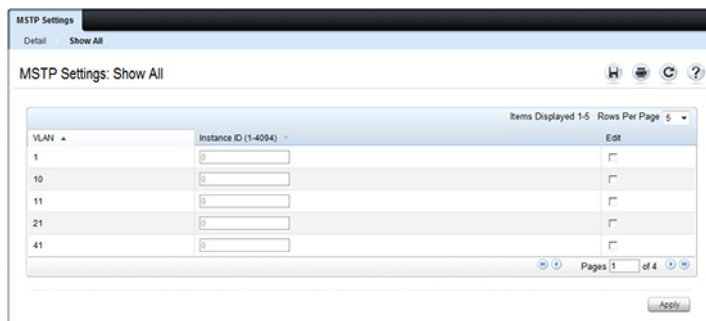 MSTP Settings
Detail Show All
MSTP Settings: Show All
Items Displayed 1-5 Rows Per Page 5
VLAN Instance ID (1-4094) Edit
1 0
10 0
11 0
21 0
41 0
Pages 1 of 4
Apply